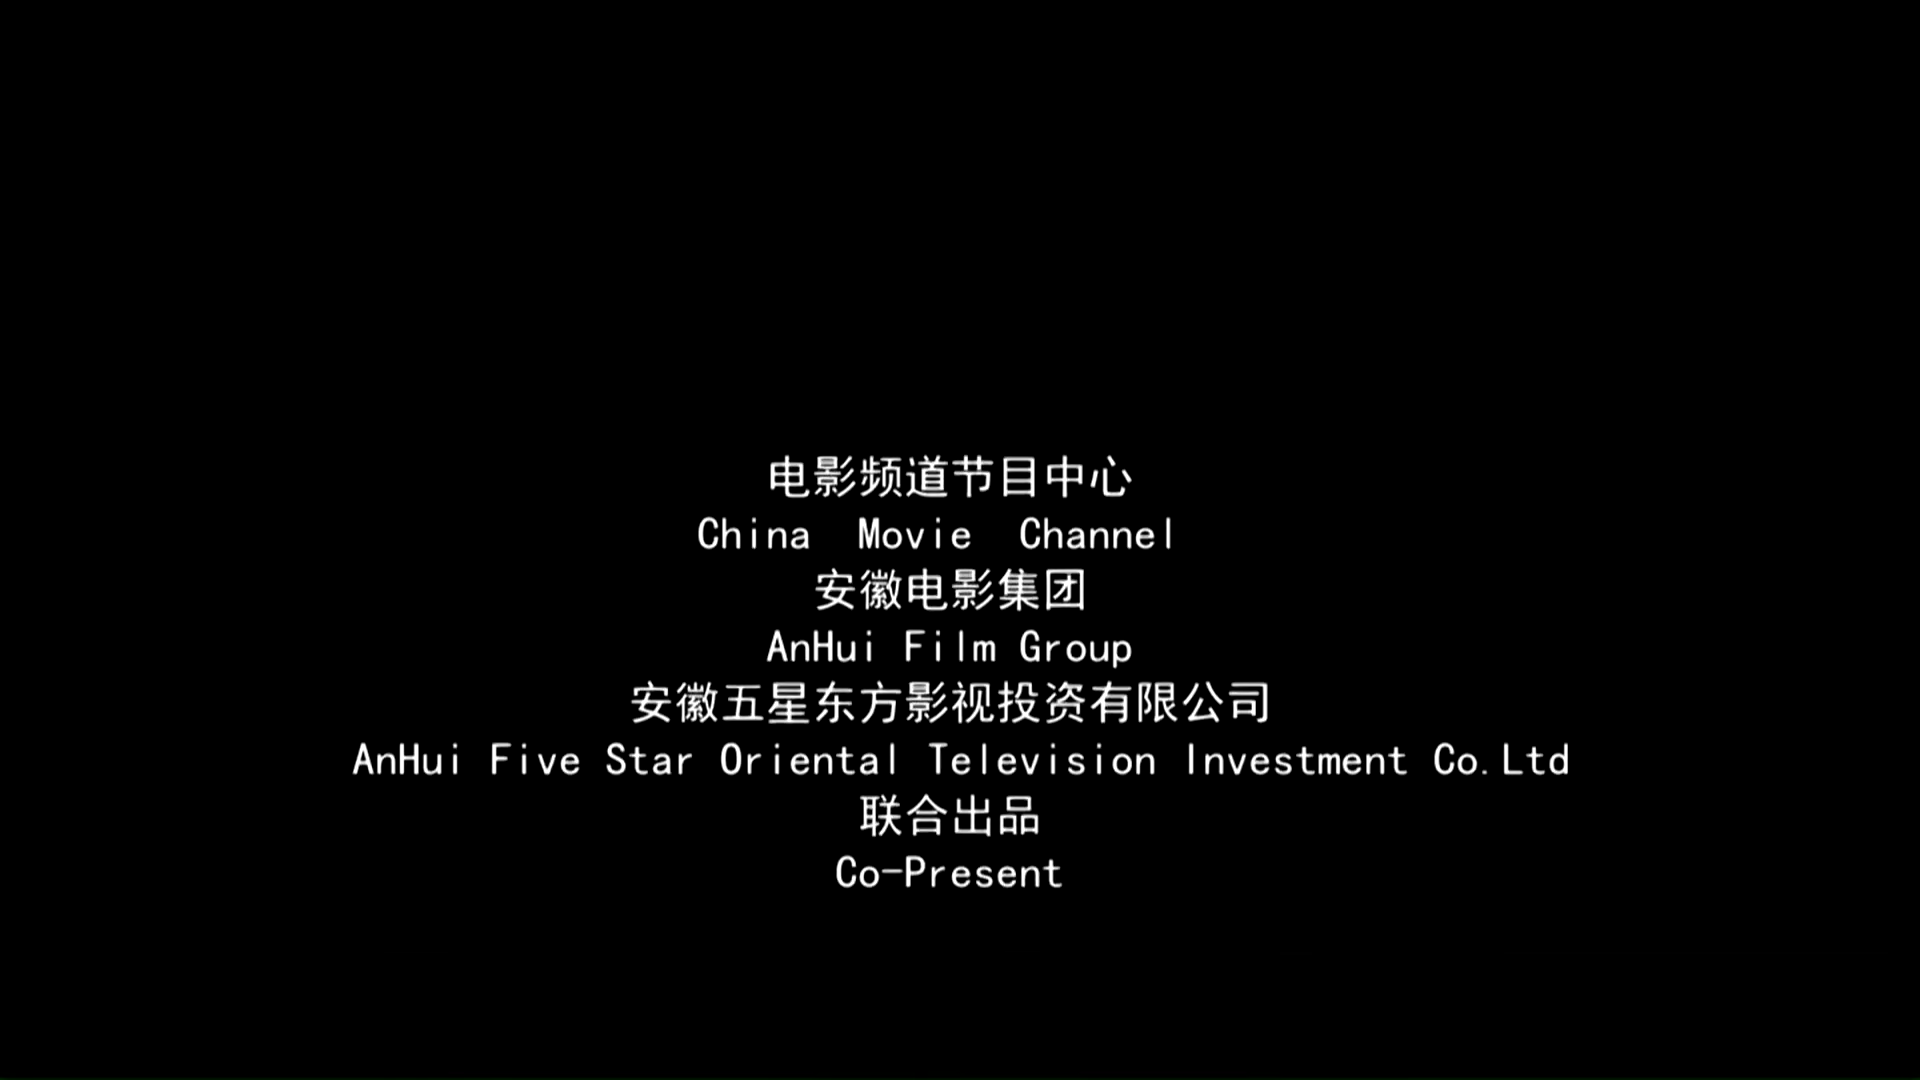 电影频道节目中心
China  Movie  Channel
安徽电影集团
AnHui Film Group
安徽五星东方影视投资有限公司
AnHui Five Star Oriental Television Investment Co.Ltd
联合出品
Co-Present